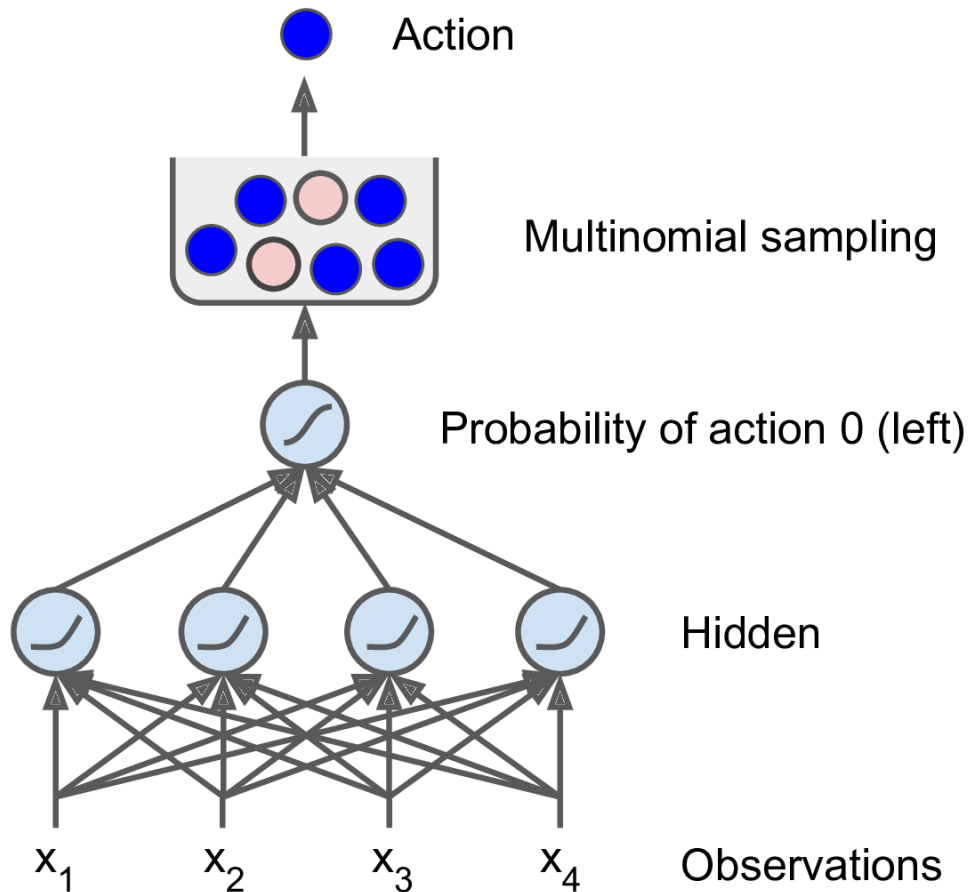 Action
Multinomial sampling
Probability of action 0 (left)
Hidden
x1 x2 x3 x4
Observations